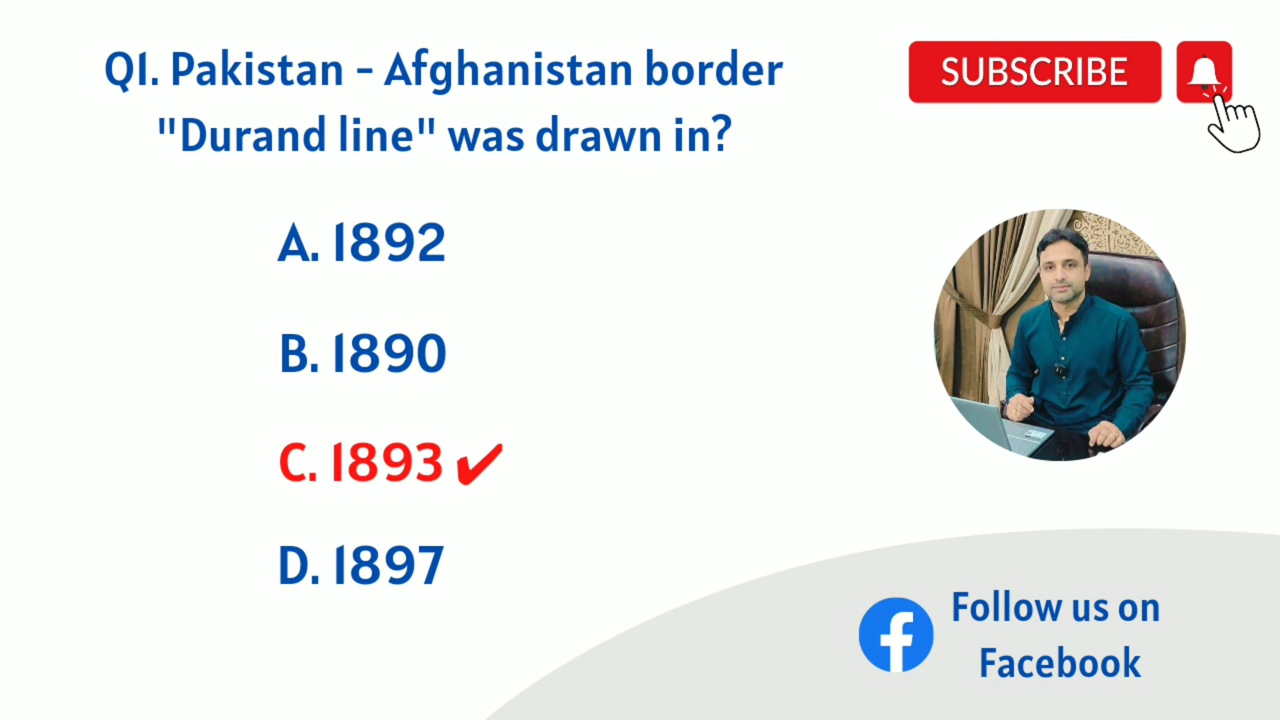 Q1. Pakistan - Afghanistan border
"Durand line" was drawn in?
SUBSCRIBE
A. 1892
B. 1890
C. 1893 ✔
D. 1897
Follow us on
Facebook